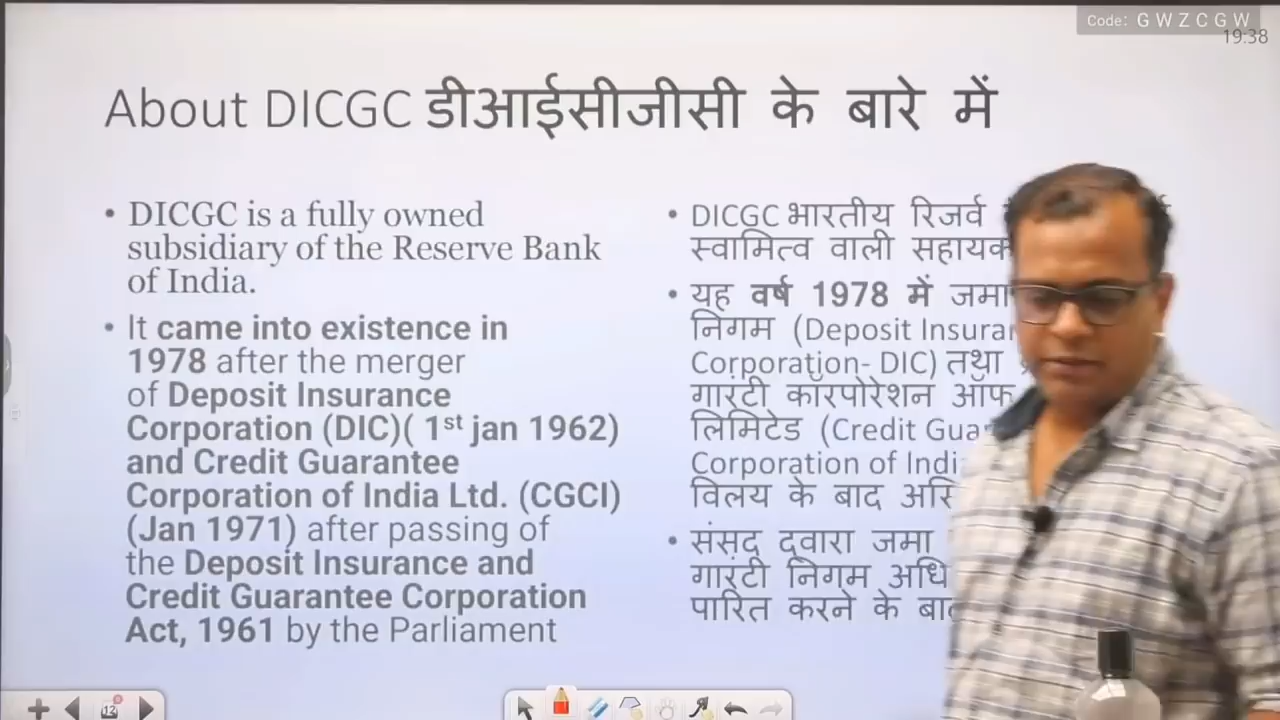 Code: G W Z C G W
19:38
About DICGC डीआईसीजीसी के बारे में
• DICGC is a fully owned
subsidiary of the Reserve Bank
of India.
• It came into existence in
1978 after the merger
of Deposit Insurance
Corporation (DIC)( 1st jan 1962)
and Credit Guarantee
Corporation of India Ltd. (CGCI)
(Jan 1971) after passing of
the Deposit Insurance and
Credit Guarantee Corporation
Act, 1961 by the Parliament
• DICGC भारतीय रिजर्व
स्वामित्व वाली
• यह वर्ष 1978 में जमा
निगम (Deposit
Corporation- DIC) तथा
गारंटी कॉरपोरेशन ऑफ
लिमिटेड (Credit
Corporation of
विलय के बाद
• संसद द्वारा जमा
गारंटी निगम
पारित करने के
12